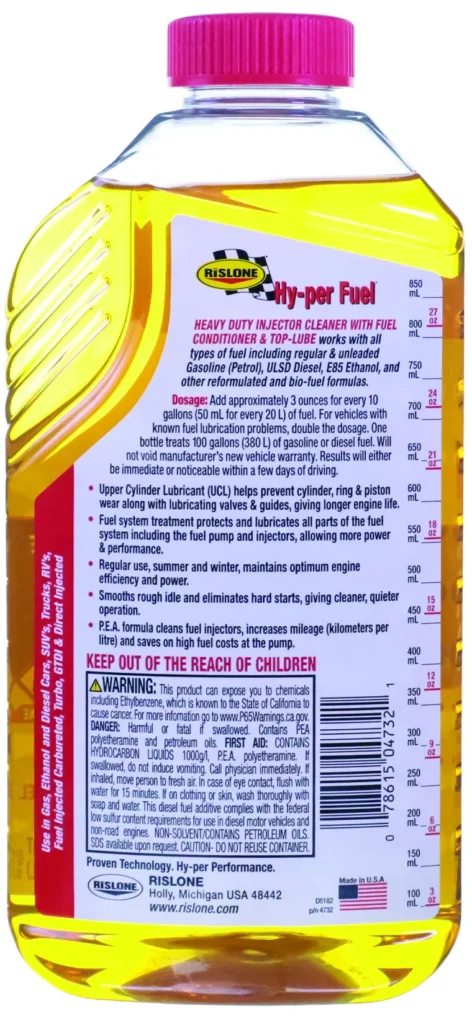 RiSLONE
Hy-per Fuel
HEAVY DUTY INJECTOR CLEANER WITH FUEL
CONDITIONER & TOP-LUBE works with all
types of fuel including regular & unleaded
Gasoline (Petrol), ULSD Diesel, E85 Ethanol, and
other reformulated and bio-fuel formulas.
Dosage: Add approximately 3 ounces for every 10
gallons (50 mL for every 20 L) of fuel. For vehicles with
known fuel lubrication problems, double the dosage. One
bottle treats 100 gallons (380 L) of gasoline or diesel fuel. Will
not void manufacturer's new vehicle warranty. Results will either
be immediate or noticeable within a few days of driving.
• Upper Cylinder Lubricant (UCL) helps prevent cylinder, ring & piston
wear along with lubricating valves & guides, giving longer engine life.
• Fuel system treatment protects and lubricates all parts of the fuel
system including the fuel pump and injectors, allowing more power
& performance.
• Regular use, summer and winter, maintains optimum engine
efficiency and power.
• Smooths rough idle and eliminates hard starts, giving cleaner, quieter
operation.
• P.E.A. formula cleans fuel injectors, increases mileage (kilometers per
litre) and saves on high fuel costs at the pump.
KEEP OUT OF THE REACH OF CHILDREN
WARNING: This product can expose you to chemicals
including Ethylbenzene, which is known to the State of California to
cause cancer. For more infomation go to www.P65Warnings.ca.gov.
DANGER: Harmful or fatal if swallowed. Contains PEA
polyetheramine and petroleum oils. FIRST AID: CONTAINS
HYDROCARBON LIQUIDS 1000g/l, P.E.A. polyetheramine. If
swallowed, do not induce vomiting. Call physician immediately. If
inhaled, move person to fresh air. In case of eye contact, flush with
water for 15 minutes. If on clothing or skin, wash thoroughly with
soap and water. This diesel fuel additive complies with the federal
low sulfur content requirements for use in diesel motor vehicles and
non-road engines. NON-SOLVENT/CONTAINS PETROLEUM OILS.
SDS available upon request. CAUTION- DO NOT REUSE CONTAINER.
0 78615 04732 1
Proven Technology. Hy-per Performance.
RISLONE
RISLONE
Holly, Michigan USA 48442
www.rislone.com
D6182
p/n 4732
Made in U.S.A
Use in Gas, Ethanol and Diesel Cars, SUV's, Trucks, RV's,
Fuel Injected Carbureted, Turbo, GTD & Direct Injected
850 mL
27 oz
800 mL
750 mL
24 oz
700 mL
650 mL
21 oz
600 mL
550 mL
18 oz
500 mL
15 oz
450 mL
400 mL
12 oz
350 mL
300 mL
9 oz
250 mL
200 mL
6 oz
150 mL
100 mL
3 oz